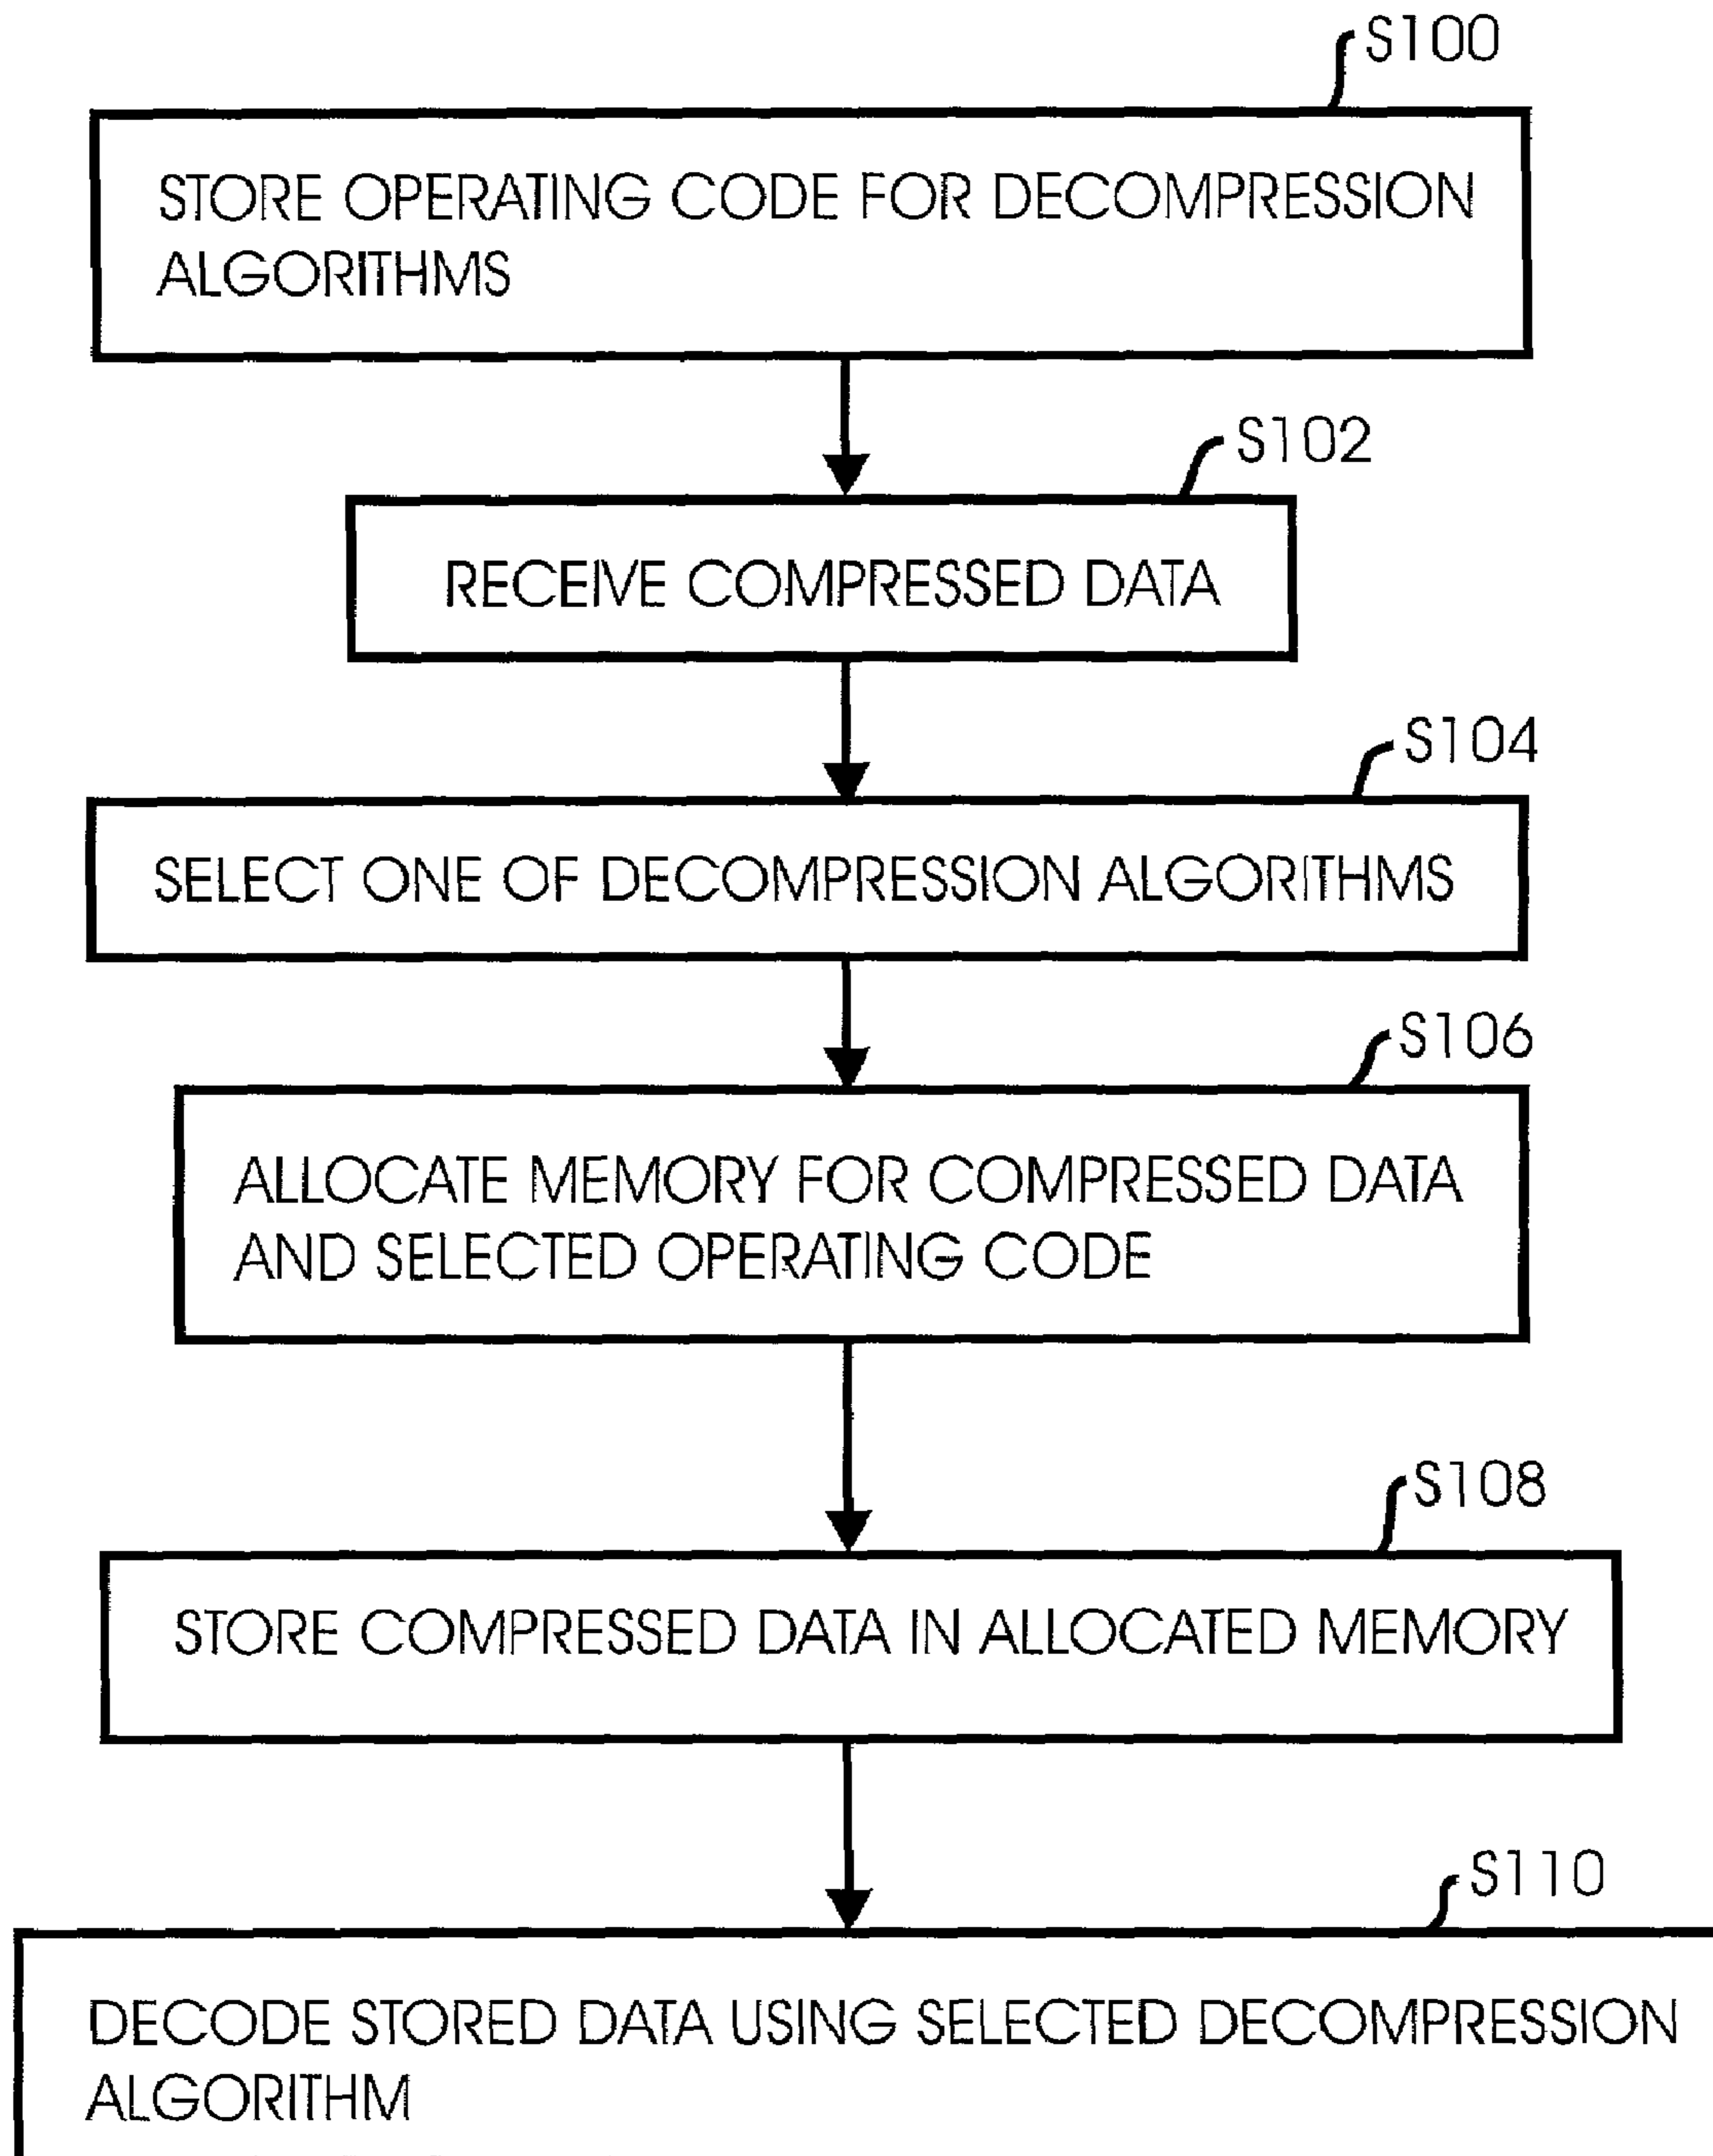 S100
STORE OPERATING CODE FOR DECOMPRESSION
ALGORITHMS
S102
RECEIVE COMPRESSED DATA
S104
SELECT ONE OF DECOMPRESSION ALGORITHMS
S106
ALLOCATE MEMORY FOR COMPRESSED DATA
AND SELECTED OPERATING CODE
S108
STORE COMPRESSED DATA IN ALLOCATED MEMORY
S110
DECODE STORED DATA USING SELECTED DECOMPRESSION
ALGORITHM